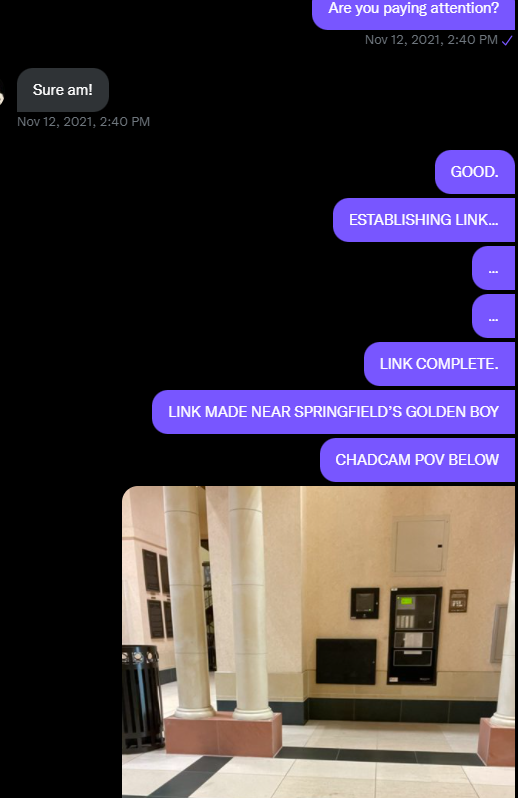 Are you paying attention?
Nov 12, 2021, 2:40 PM
Sure am!
Nov 12, 2021, 2:40 PM
GOOD.
ESTABLISHING LINK...
...
...
LINK COMPLETE.
LINK MADE NEAR SPRINGFIELD’S GOLDEN BOY
CHADCAM POV BELOW